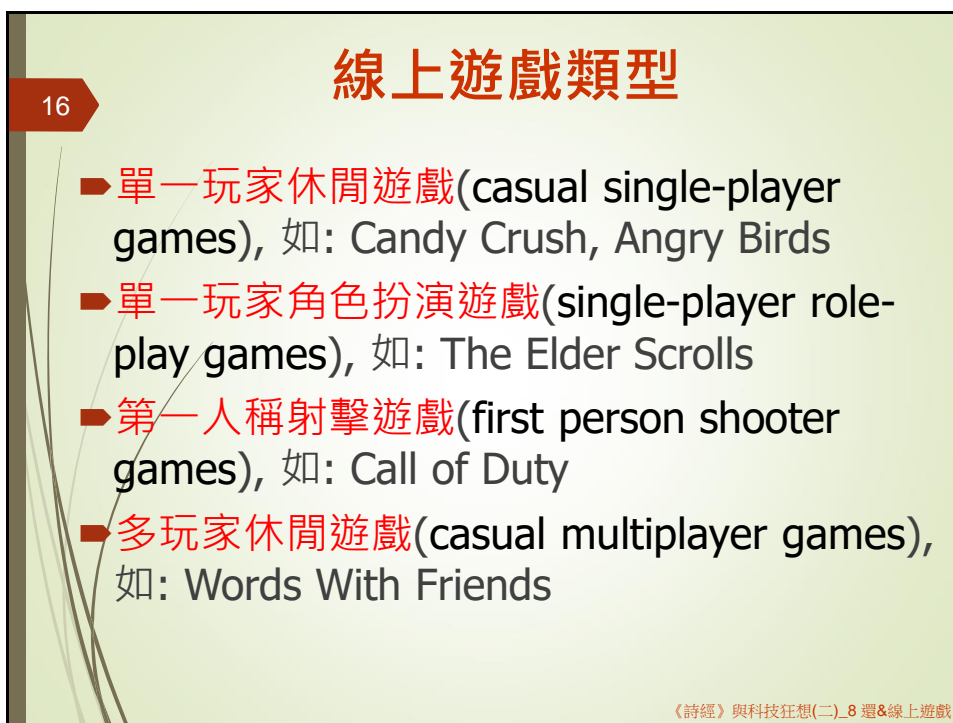 線上遊戲類型
16
單一玩家休閒遊戲(casual single-player
games), 如: Candy Crush, Angry Birds
單一玩家角色扮演遊戲(single-player role-
play games), 如: The Elder Scrolls
第一人稱射擊遊戲(first person shooter
games), 如: Call of Duty
多玩家休閒遊戲(casual multiplayer games),
如: Words With Friends
《詩經》與科技狂想(二)_8 還&線上遊戲